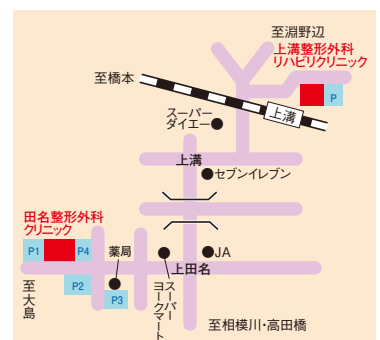 至淵野辺
上溝整形外科
リハビリクリニック
至橋本
P
上溝
スーパー
ダイエー
上溝
セブンイレブン
田名整形外科
クリニック
P1
P4
薬局
JA
上田名
P2
P3
スーパー
ヨークマート
至大島
至相模川・高田橋